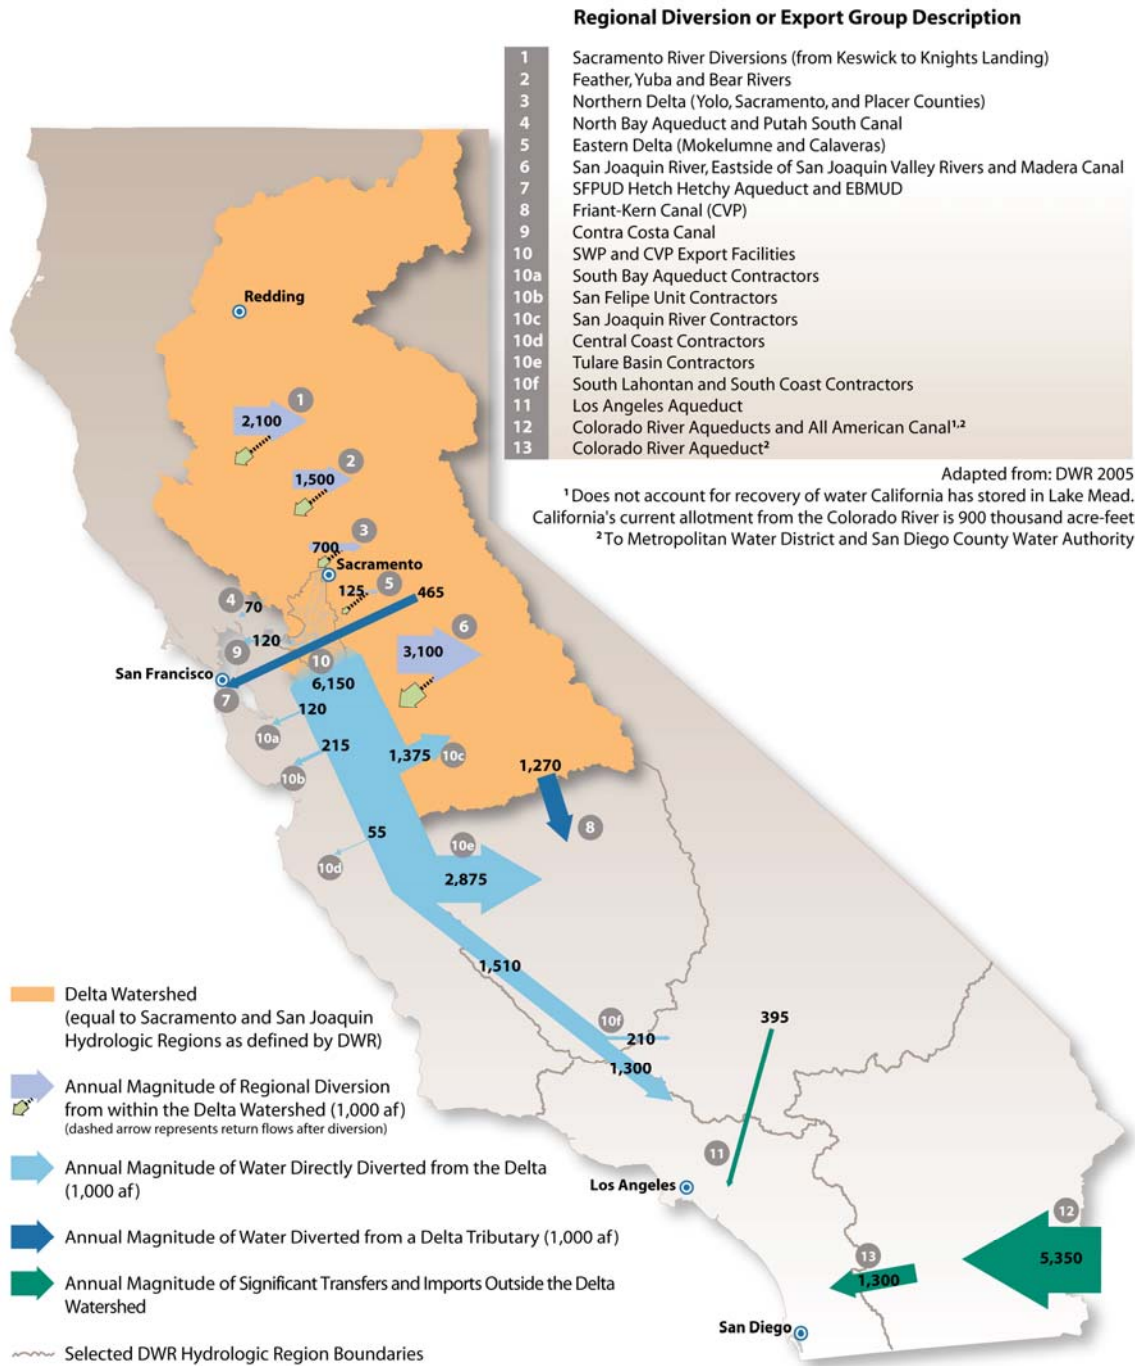 Regional Diversion or Export Group Description
1 Sacramento River Diversions (from Keswick to Knights Landing)
2 Feather, Yuba and Bear Rivers
3 Northern Delta (Yolo, Sacramento, and Placer Counties)
4 North Bay Aqueduct and Putah South Canal
5 Eastern Delta (Mokelumne and Calaveras)
6 San Joaquin River, Eastside of San Joaquin Valley Rivers and Madera Canal
7 SFPUD Hetch Hetchy Aqueduct and EBMUD
8 Friant-Kern Canal (CVP)
9 Contra Costa Canal
10 SWP and CVP Export Facilities
10a South Bay Aqueduct Contractors
10b San Felipe Unit Contractors
10c San Joaquin River Contractors
10d Central Coast Contractors
10e Tulare Basin Contractors
10f South Lahontan and South Coast Contractors
11 Los Angeles Aqueduct
12 Colorado River Aqueducts and All American Canal¹,²
13 Colorado River Aqueduct²
Adapted from: DWR 2005
¹Does not account for recovery of water California has stored in Lake Mead.
California's current allotment from the Colorado River is 900 thousand acre-feet
²To Metropolitan Water District and San Diego County Water Authority
Redding
1
2,100
2
1,500
3
700
Sacramento
5
125
465
4
70
6
120
9
3,100
10
San Francisco
6,150
7
120
10a
215
1,375
10c
10b
1,270
8
55
10e
10d
2,875
1,510
395
10f
210
1,300
11
Los Angeles
12
5,350
13
1,300
San Diego
Delta Watershed
(equal to Sacramento and San Joaquin
Hydrologic Regions as defined by DWR)
Annual Magnitude of Regional Diversion
from within the Delta Watershed (1,000 af)
(dashed arrow represents return flows after diversion)
Annual Magnitude of Water Directly Diverted from the Delta
(1,000 af)
Annual Magnitude of Water Diverted from a Delta Tributary (1,000 af)
Annual Magnitude of Significant Transfers and Imports Outside the Delta
Watershed
Selected DWR Hydrologic Region Boundaries